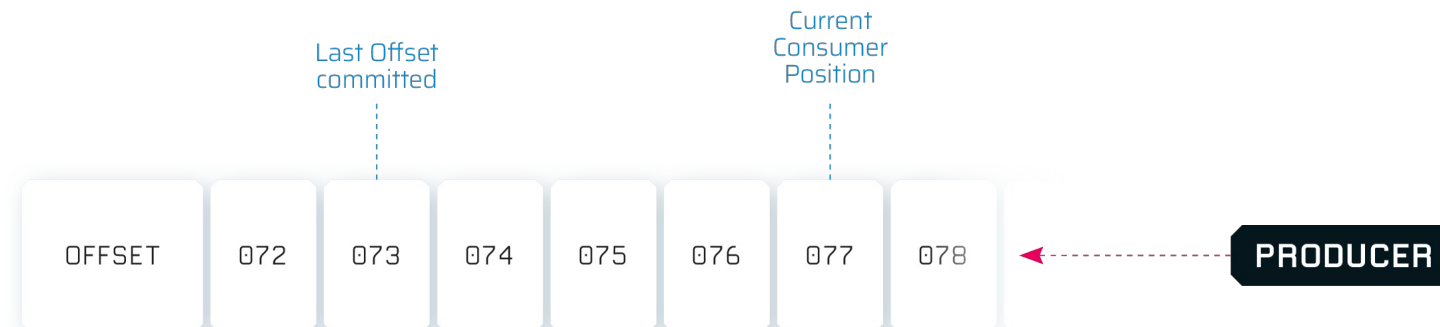 Last Offset
committed
Current
Consumer
Position
OFFSET 072 073 074 075 076 077 078
PRODUCER